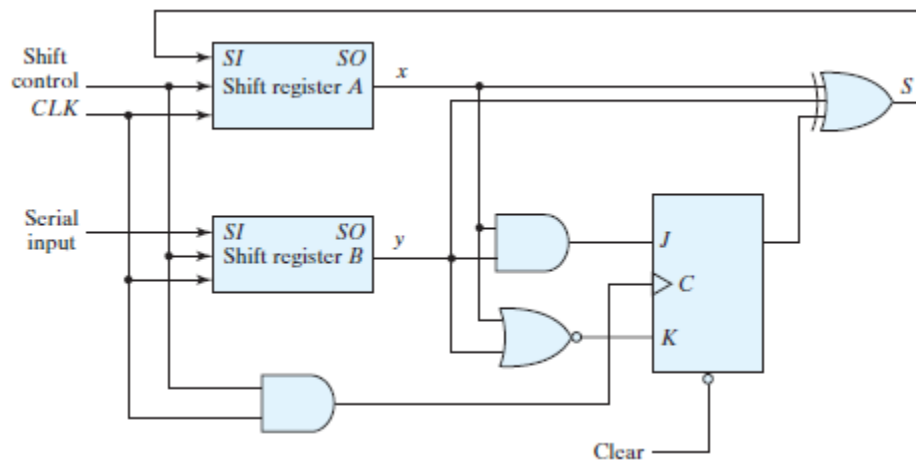 Shift
control
CLK
SI SO
Shift register A
x
S
Serial
input
SI SO
Shift register B
y
J
C
K
Clear